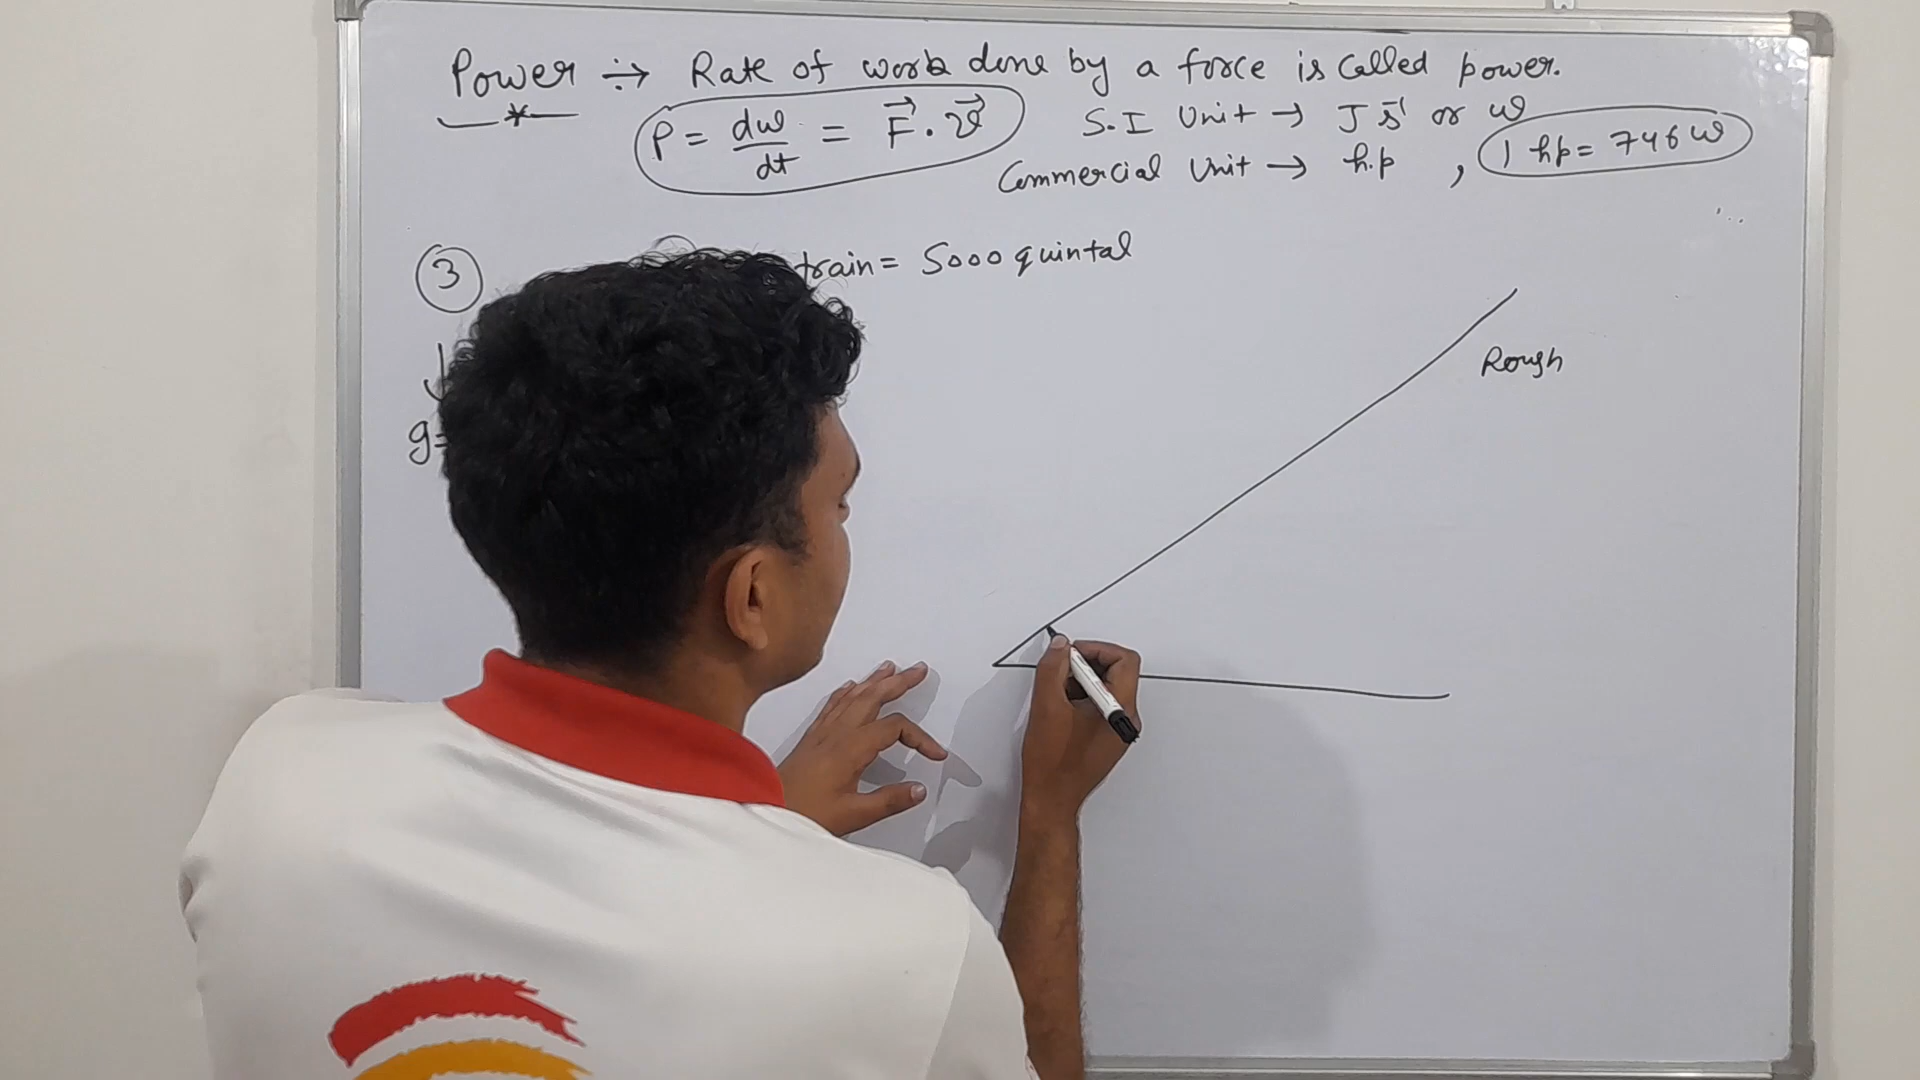 Power ÷→ Rate of work done by a force is called power.
P = dw/dt = F⃗ . v⃗
S.I Unit → J s⁻¹ or W
Commercial Unit → h.p , 1 hp = 746 W
3
train = 5000 quintal
Rough
g=